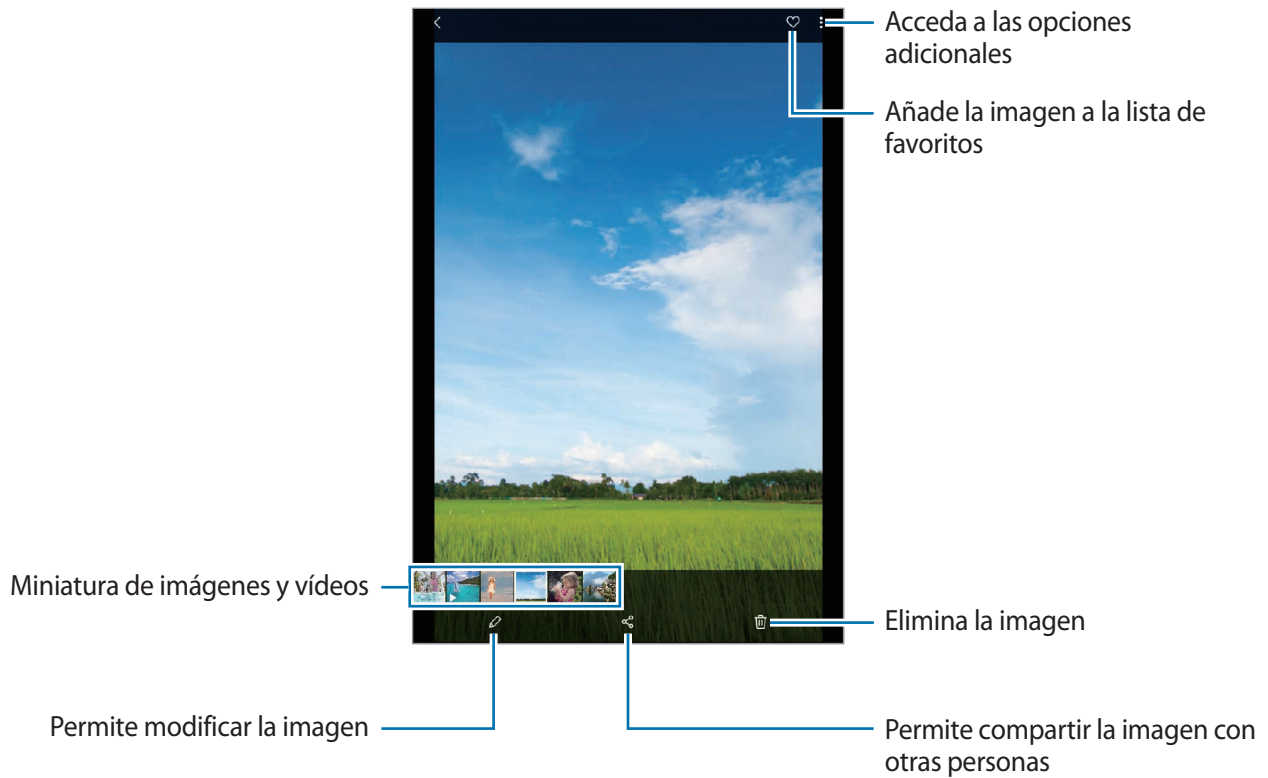 Acceda a las opciones
adicionales
Añade la imagen a la lista de
favoritos
Miniatura de imágenes y vídeos
Elimina la imagen
Permite modificar la imagen
Permite compartir la imagen con
otras personas